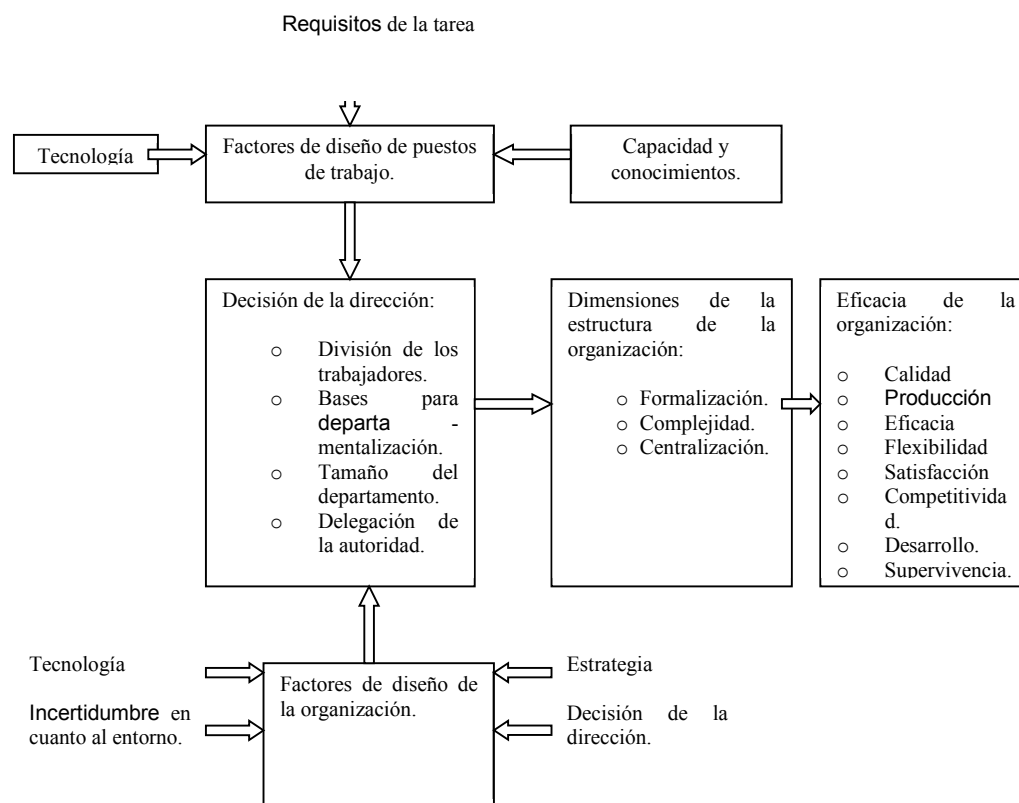 Requisitos de la tarea
Tecnología
Factores de diseño de puestos
de trabajo.
Capacidad y
conocimientos.
Decisión de la dirección:
o División de los
trabajadores.
o Bases para
departa -
mentalización.
o Tamaño del
departamento.
o Delegación de
la autoridad.
Dimensiones de la
estructura de la
organización:
o Formalización.
o Complejidad.
o Centralización.
Eficacia de la
organización:
o Calidad
o Producción
o Eficacia
o Flexibilidad
o Satisfacción
o Competitivida
d.
o Desarrollo.
o Supervivencia.
Tecnología
Incertidumbre en
cuanto al entorno.
Factores de diseño de
la organización.
Estrategia
Decisión de la
dirección.